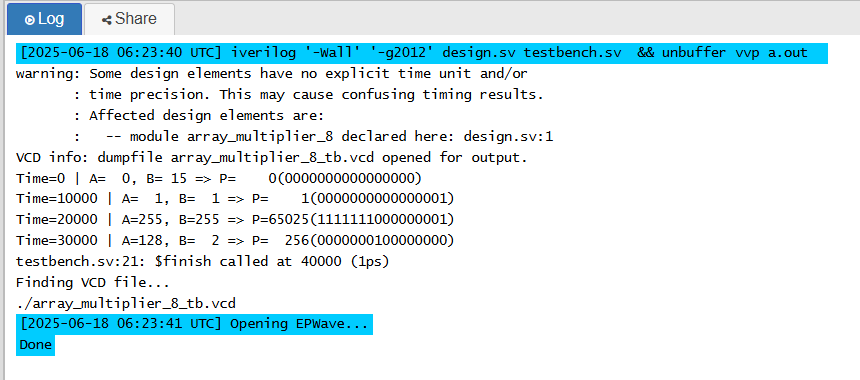 Log Share
[2025-06-18 06:23:40 UTC] iverilog '-Wall' '-g2012' design.sv testbench.sv  && unbuffer vvp a.out
warning: Some design elements have no explicit time unit and/or
       : time precision. This may cause confusing timing results.
       : Affected design elements are:
       :   -- module array_multiplier_8 declared here: design.sv:1
VCD info: dumpfile array_multiplier_8_tb.vcd opened for output.
Time=0 | A=  0, B= 15 => P=    0(0000000000000000)
Time=10000 | A=  1, B=  1 => P=    1(0000000000000001)
Time=20000 | A=255, B=255 => P=65025(1111111000000001)
Time=30000 | A=128, B=  2 => P=  256(0000000100000000)
testbench.sv:21: $finish called at 40000 (1ps)
Finding VCD file...
./array_multiplier_8_tb.vcd
[2025-06-18 06:23:41 UTC] Opening EPWave...
Done